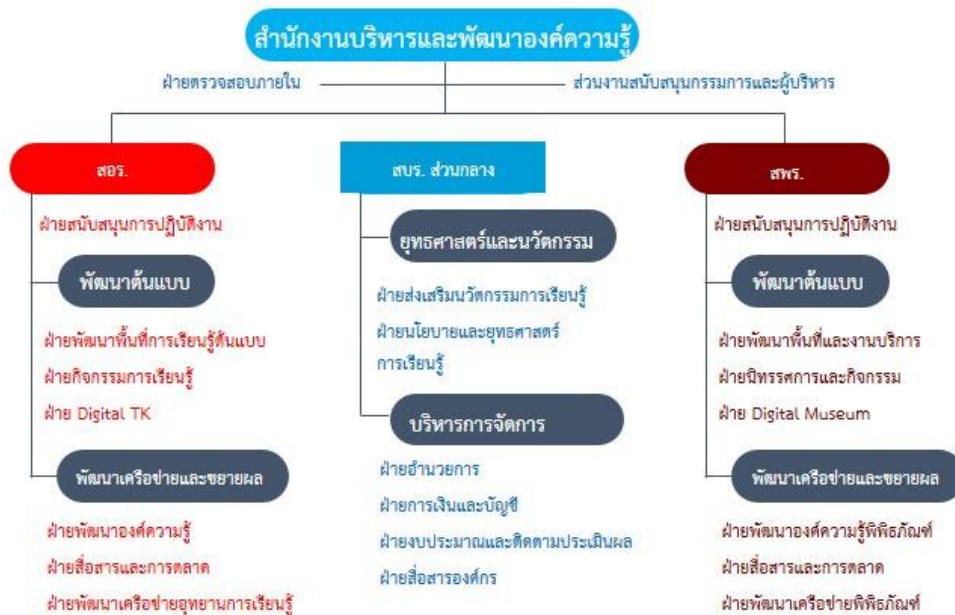 สำนักงานบริหารและพัฒนาองค์ความรู้
ฝ่ายตรวจสอบภายใน
ส่วนงานสนับสนุนกรรมการและผู้บริหาร
สอร.
ฝ่ายสนับสนุนการปฏิบัติงาน
พัฒนาต้นแบบ
ฝ่ายพัฒนาพื้นที่การเรียนรู้ต้นแบบ
ฝ่ายกิจกรรมการเรียนรู้
ฝ่าย Digital TK
พัฒนาเครือข่ายและขยายผล
ฝ่ายพัฒนาองค์ความรู้
ฝ่ายสื่อสารและการตลาด
ฝ่ายพัฒนาเครือข่ายอุทยานการเรียนรู้
สบร. ส่วนกลาง
ยุทธศาสตร์และนวัตกรรม
ฝ่ายส่งเสริมนวัตกรรมการเรียนรู้
ฝ่ายนโยบายและยุทธศาสตร์
การเรียนรู้
บริหารการจัดการ
ฝ่ายอำนวยการ
ฝ่ายการเงินและบัญชี
ฝ่ายงบประมาณและติดตามประเมินผล
ฝ่ายสื่อสารองค์กร
สพร.
ฝ่ายสนับสนุนการปฏิบัติงาน
พัฒนาต้นแบบ
ฝ่ายพัฒนาพื้นที่และงานบริการ
ฝ่ายนิทรรศการและกิจกรรม
ฝ่าย Digital Museum
พัฒนาเครือข่ายและขยายผล
ฝ่ายพัฒนาองค์ความรู้พิพิธภัณฑ์
ฝ่ายสื่อสารและการตลาด
ฝ่ายพัฒนาเครือข่ายพิพิธภัณฑ์